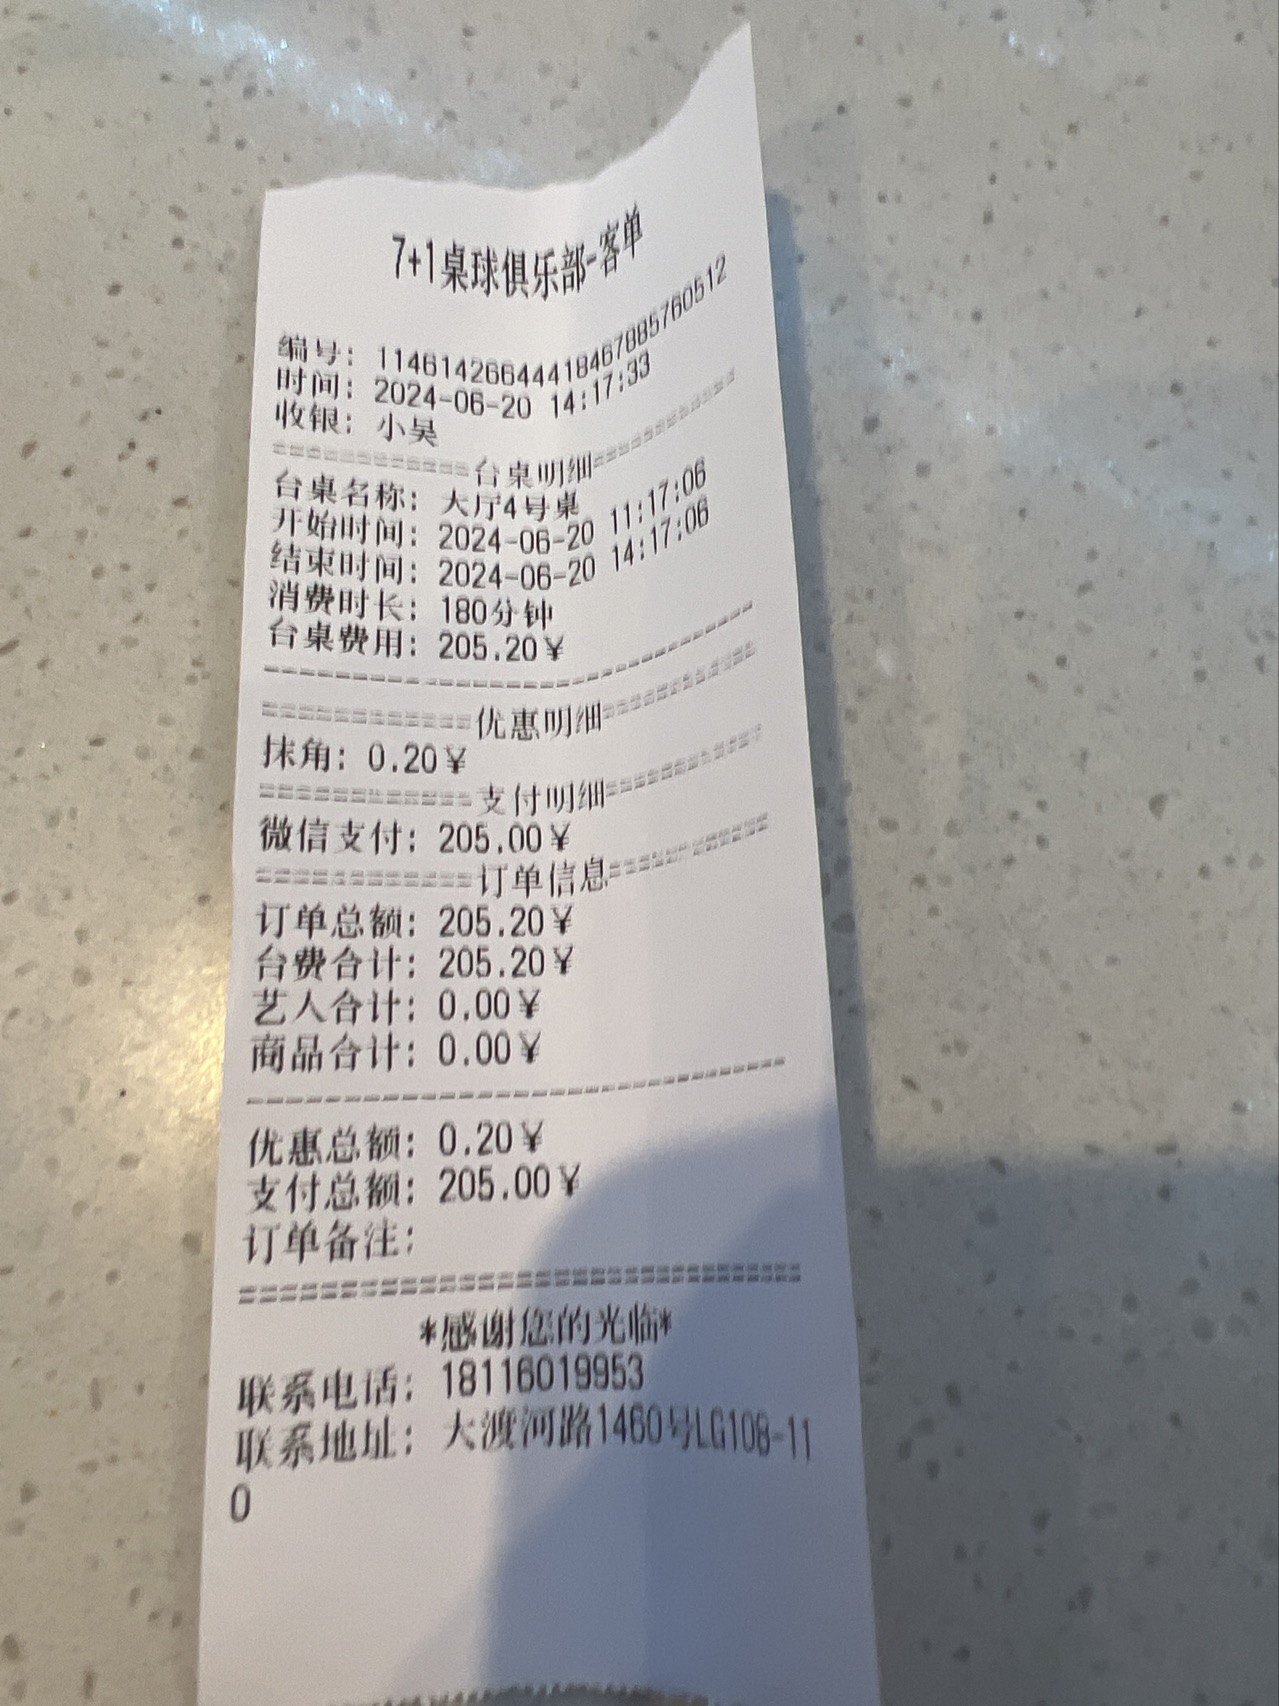 7+1桌球俱乐部-客单
编号: 1146142664441846788576​0512
时间: 2024-06-20 14:17:33
收银: 小吴
============台桌明细============
台桌名称: 大厅4号桌
开始时间: 2024-06-20 11:17:06
结束时间: 2024-06-20 14:17:06
消费时长: 180分钟
台桌费用: 205.20¥
--------------------------------
============优惠明细============
抹角: 0.20¥
============支付明细============
微信支付: 205.00¥
============订单信息============
订单总额: 205.20¥
台费合计: 205.20¥
艺人合计: 0.00¥
商品合计: 0.00¥
--------------------------------
优惠总额: 0.20¥
支付总额: 205.00¥
订单备注:
================================
*感谢您的光临*
联系电话: 18116019953
联系地址: 大渡河路1460号LG108-11
0